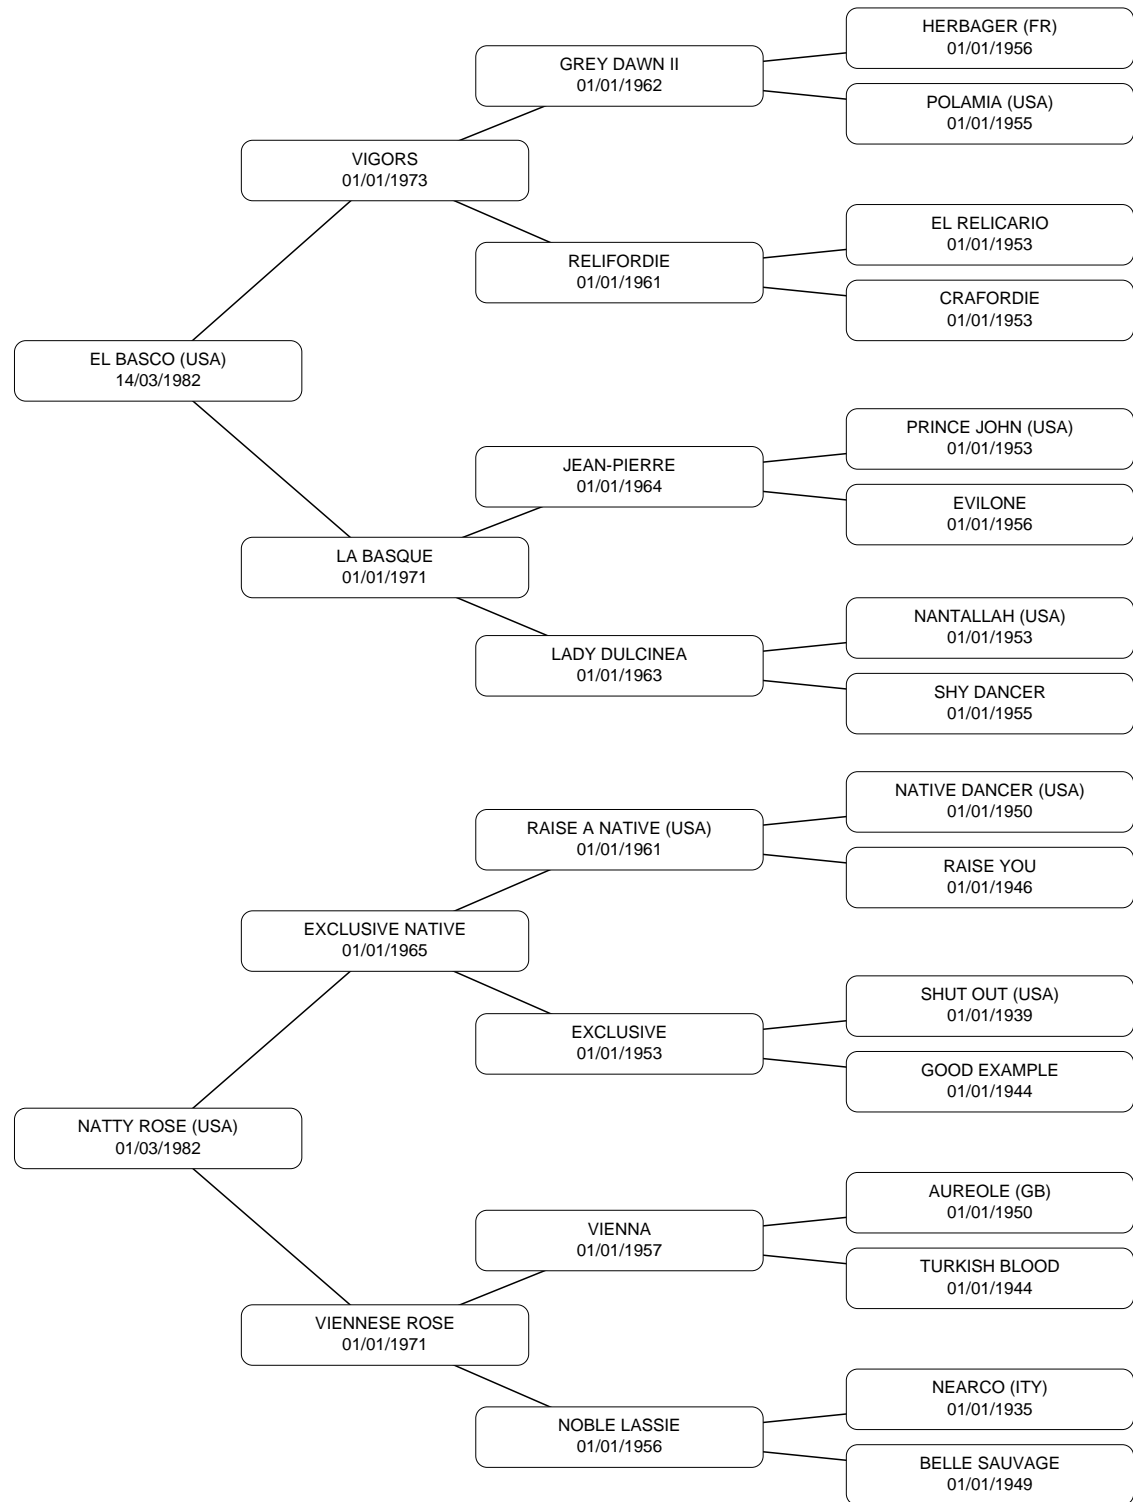 HERBAGER (FR)
01/01/1956
GREY DAWN II
01/01/1962
POLAMIA (USA)
01/01/1955
VIGORS
01/01/1973
EL RELICARIO
01/01/1953
RELIFORDIE
01/01/1961
CRAFORDIE
01/01/1953
EL BASCO (USA)
14/03/1982
PRINCE JOHN (USA)
01/01/1953
JEAN-PIERRE
01/01/1964
EVILONE
01/01/1956
LA BASQUE
01/01/1971
NANTALLAH (USA)
01/01/1953
LADY DULCINEA
01/01/1963
SHY DANCER
01/01/1955
NATIVE DANCER (USA)
01/01/1950
RAISE A NATIVE (USA)
01/01/1961
RAISE YOU
01/01/1946
EXCLUSIVE NATIVE
01/01/1965
SHUT OUT (USA)
01/01/1939
EXCLUSIVE
01/01/1953
GOOD EXAMPLE
01/01/1944
NATTY ROSE (USA)
01/03/1982
AUREOLE (GB)
01/01/1950
VIENNA
01/01/1957
TURKISH BLOOD
01/01/1944
VIENNESE ROSE
01/01/1971
NEARCO (ITY)
01/01/1935
NOBLE LASSIE
01/01/1956
BELLE SAUVAGE
01/01/1949